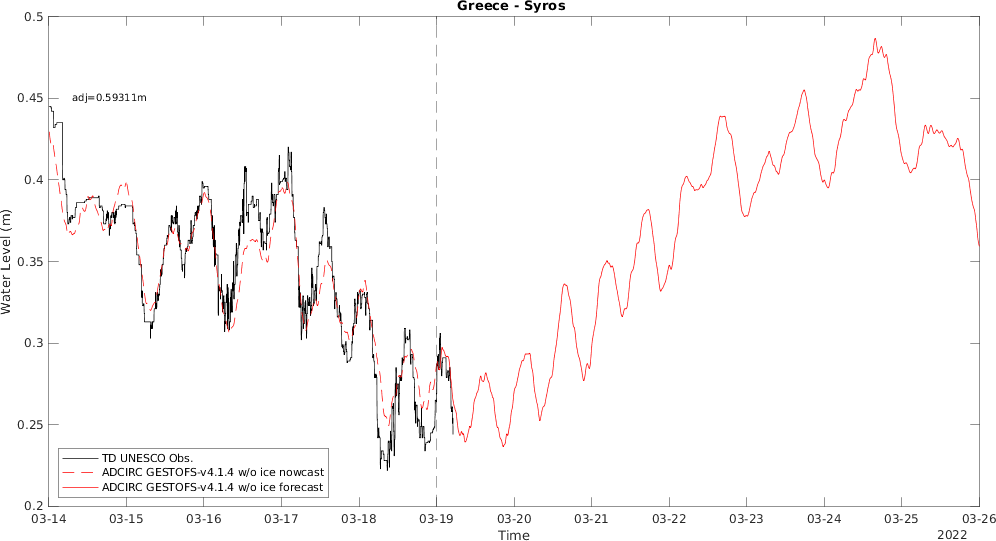 Greece - Syros
0.5
0.45
0.4
0.35
0.3
0.25
0.2
Water Level (m)
adj=0.59311m
TD UNESCO Obs.
ADCIRC GESTOFS-v4.1.4 w/o ice nowcast
ADCIRC GESTOFS-v4.1.4 w/o ice forecast
03-14 03-15 03-16 03-17 03-18 03-19 03-20 03-21 03-22 03-23 03-24 03-25 03-26
Time
2022